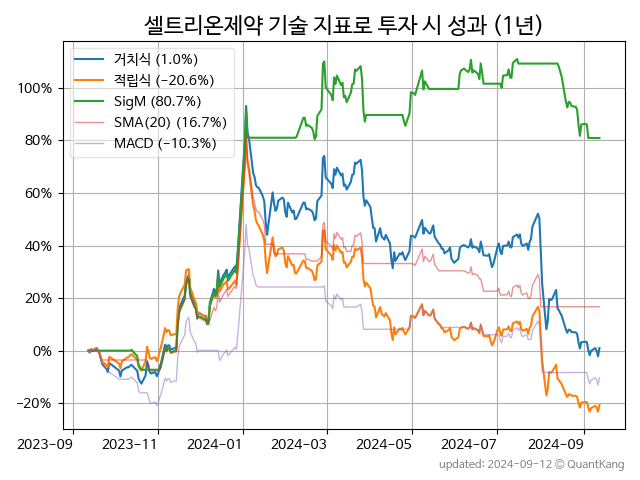 셀트리온제약 기술 지표로 투자 시 성과 (1년)
거치식 (1.0%)
적립식 (−20.6%)
SigM (80.7%)
SMA(20) (16.7%)
MACD (−10.3%)
100%
80%
60%
40%
20%
0%
−20%
2023-09 2023-11 2024-01 2024-03 2024-05 2024-07 2024-09
updated: 2024-09-12 © QuantKang